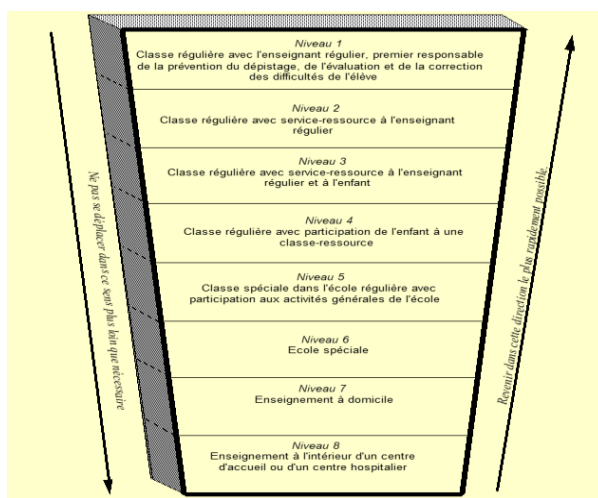 Niveau 1
Classe régulière avec l'enseignant régulier, premier responsable
de la prévention du dépistage, de l'évaluation et de la correction
des difficultés de l'élève
Niveau 2
Classe régulière avec service-ressource à l'enseignant
régulier
Niveau 3
Classe régulière avec service-ressource à l'enseignant
régulier et à l'enfant
Niveau 4
Classe régulière avec participation de l'enfant à une
classe-ressource
Niveau 5
Classe spéciale dans l'école régulière avec
participation aux activités générales de l'école
Niveau 6
Ecole spéciale
Niveau 7
Enseignement à domicile
Niveau 8
Enseignement à l'intérieur d'un centre
d'accueil ou d'un centre hospitalier
Ne pas se déplacer dans ce sens plus loin que nécessaire
Revenir dans cette direction le plus rapidement possible.